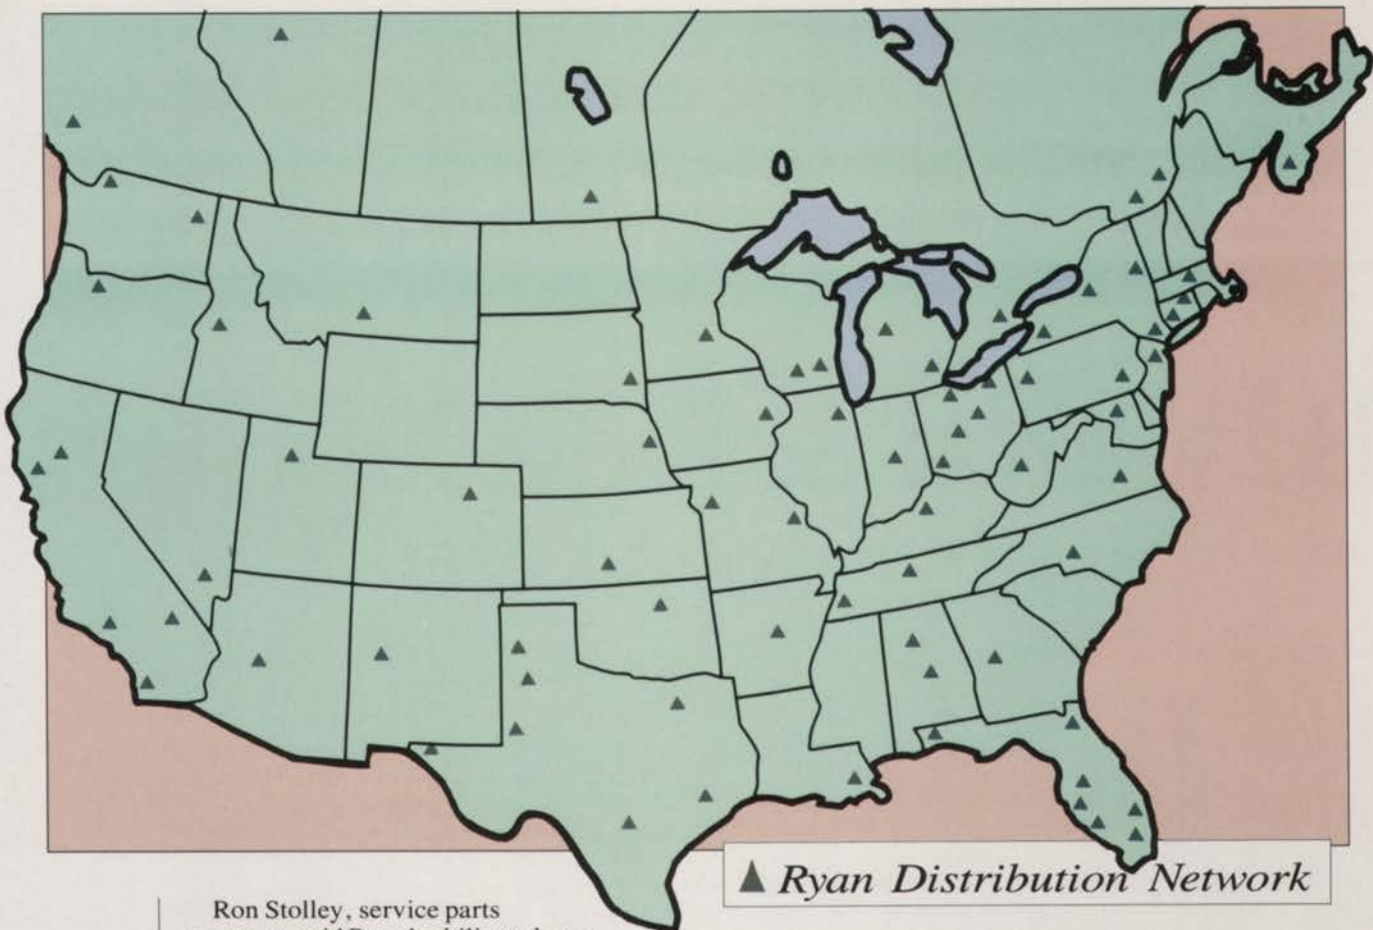 ▲ Ryan Distribution Network
Ron Stolley, service parts